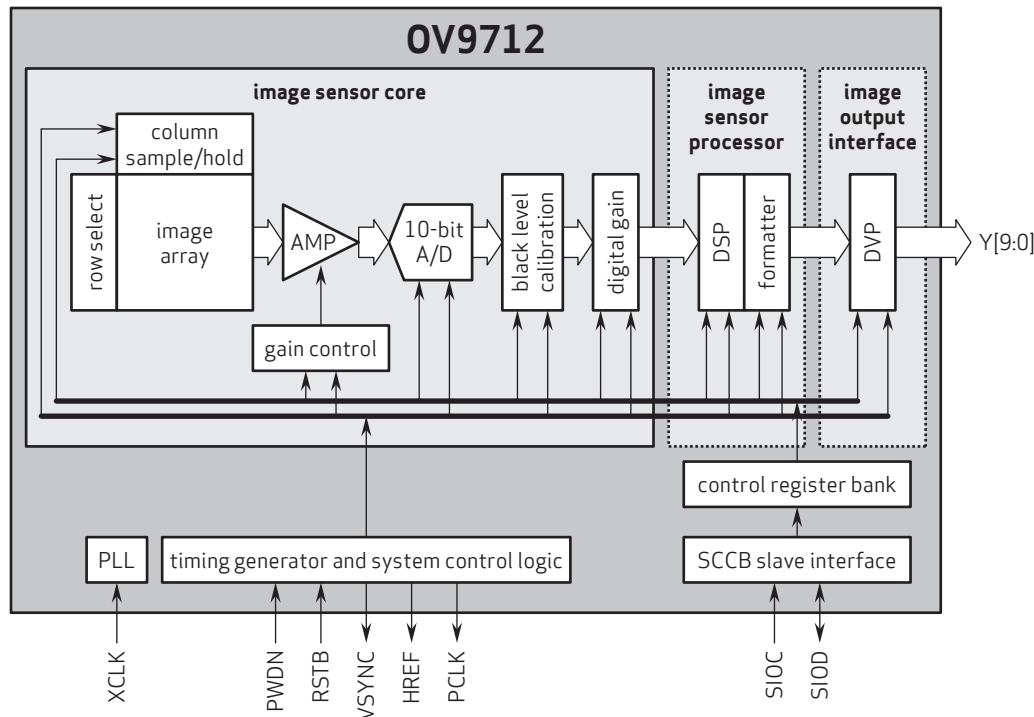 OV9712
image sensor core
image
sensor
processor
image
output
interface
column
sample/hold
row select
image
array
AMP
10-bit
A/D
black level
calibration
digital gain
DSP
formatter
DVP
Y[9:0]
gain control
control register bank
PLL
timing generator and system control logic
SCCB slave interface
XCLK
PWDN
RSTB
VSYNC
HREF
PCLK
SIOC
SIOD